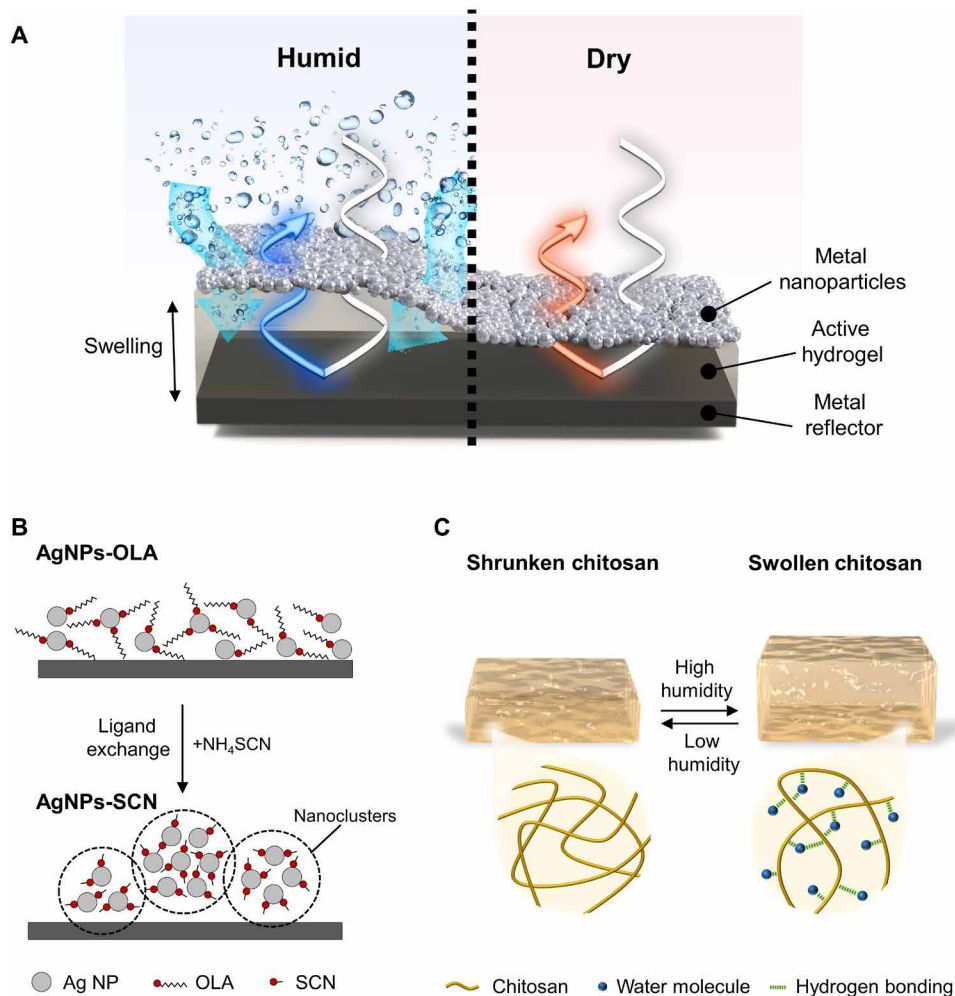 A
Humid
Dry
Swelling
Metal
nanoparticles
Active
hydrogel
Metal
reflector
B
AgNPs-OLA
Ligand
exchange
+NH₄SCN
AgNPs-SCN
Nanoclusters
Ag NP
OLA
SCN
C
Shrunken chitosan
Swollen chitosan
High
humidity
Low
humidity
Chitosan
Water molecule
Hydrogen bonding